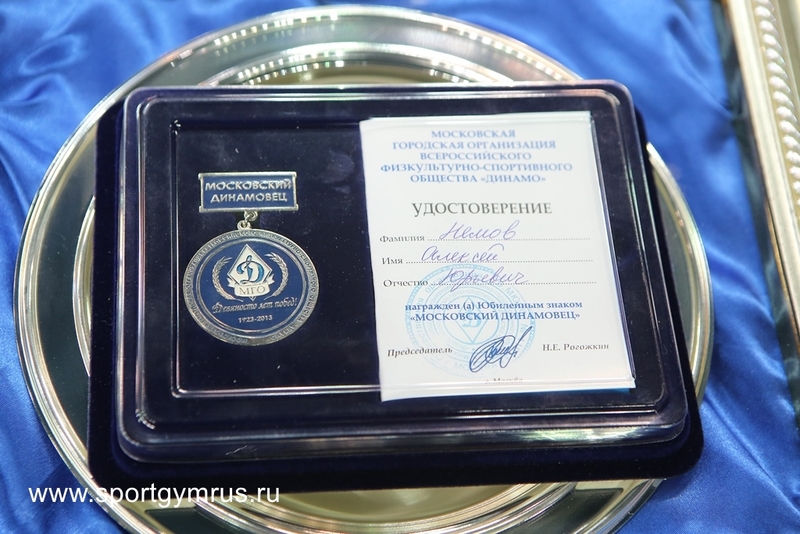 МОСКОВСКИЙ
ДИНАМОВЕЦ
Д
МГО
Девяносто лет побед!
1923-2013
МОСКОВСКАЯ
ГОРОДСКАЯ ОРГАНИЗАЦИЯ
ВСЕРОССИЙСКОГО
ФИЗКУЛЬТУРНО-СПОРТИВНОГО
ОБЩЕСТВА «ДИНАМО»
УДОСТОВЕРЕНИЕ
Фамилия Немов
Имя Алексей
Отчество Юрьевич
награжден (а) Юбилейным знаком
«МОСКОВСКИЙ ДИНАМОВЕЦ»
Председатель Н.Е. Рогожкин
www.sportgymrus.ru